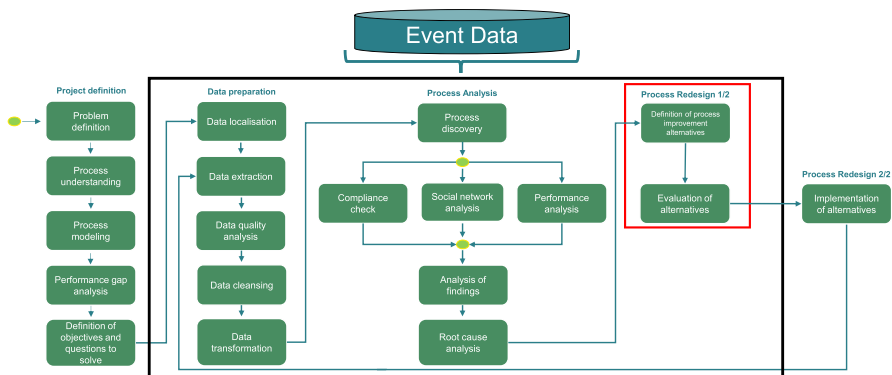 Event Data
Project definition
Problem
definition
Process
understanding
Process
modeling
Performance gap
analysis
Definition of
objectives and
questions to
solve
Data preparation
Data localisation
Data extraction
Data quality
analysis
Data cleansing
Data
transformation
Process Analysis
Process
discovery
Compliance
check
Social network
analysis
Performance
analysis
Analysis of
findings
Root cause
analysis
Process Redesign 1/2
Definition of process
improvement
alternatives
Evaluation of
alternatives
Process Redesign 2/2
Implementation
of alternatives